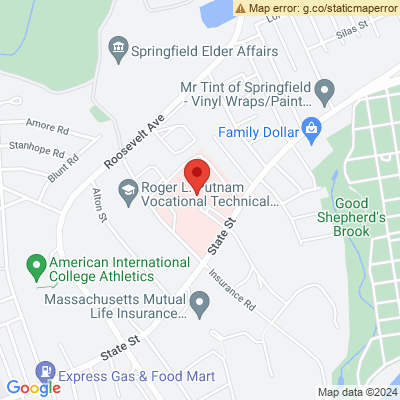 Map error: g.co/staticmaperror
Silas St
Springfield Elder Affairs
Mr Tint of Springfield
- Vinyl Wraps/Paint...
Roosevelt Ave
Amore Rd
Family Dollar
Stanhope Rd
Blunt Rd
Roger L. Putnam
Vocational Technical...
Alton St
Good
Shepherd's
Brook
State St
American International
College Athletics
Insurance Rd
Massachusetts Mutual
Life Insurance...
State St
Express Gas & Food Mart
Google
Map data ©2024